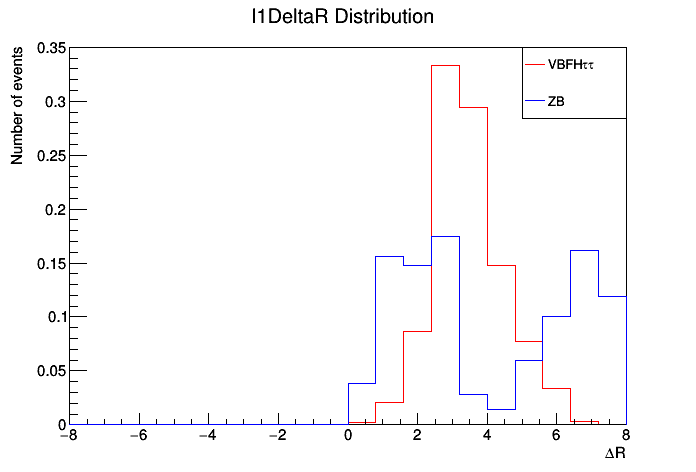 l1DeltaR Distribution
Number of events
0.35
0.3
0.25
0.2
0.15
0.1
0.05
0
−8 −6 −4 −2 0 2 4 6 8
ΔR
VBFHττ
ZB